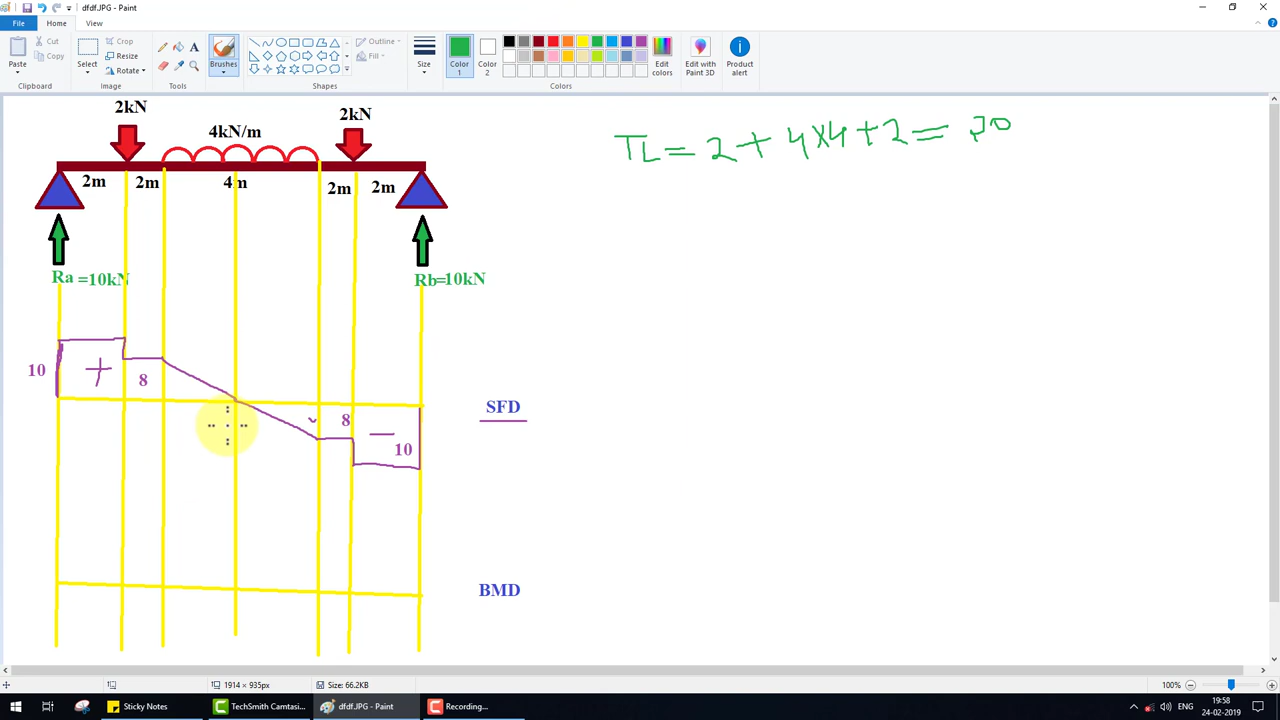 dfdf.JPG - Paint
File Home View
Paste
Cut
Copy
Clipboard
Select
Crop
Resize
Rotate
Image
A
Tools
Brushes
Outline
Fill
Shapes
Size
Color 1
Color 2
Edit colors
Edit with Paint 3D
Product alert
Colors
2kN 4kN/m 2kN
TL = 2 + 4×4 + 2 = 20
2m 2m 4m 2m 2m
Ra =10kN Rb=10kN
10 + 8 8 − 10
SFD
BMD
1914 × 935px
Size: 66.2KB
100%
Sticky Notes
TechSmith Camtasi...
dfdf.JPG - Paint
Recording...
19:58
24-02-2019